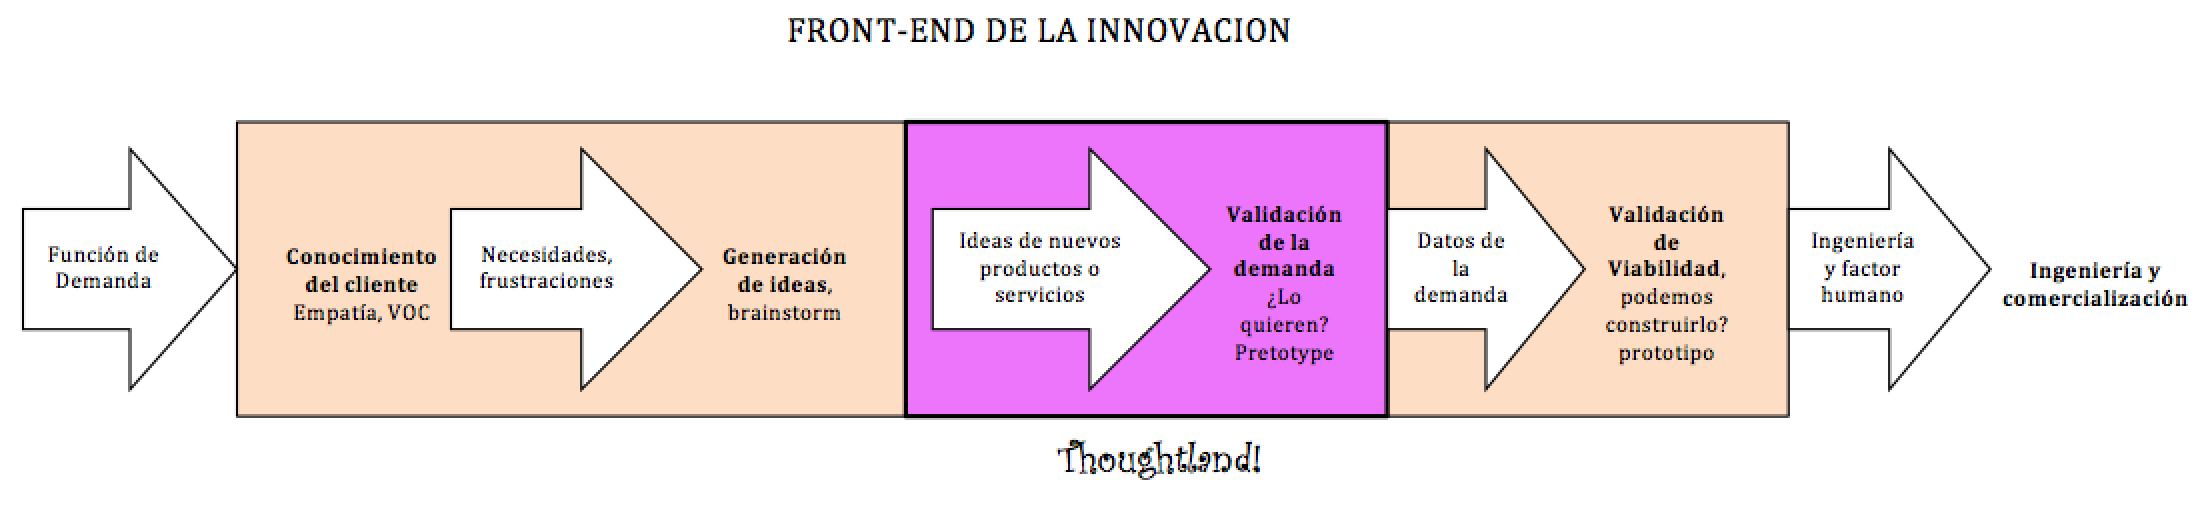 FRONT-END DE LA INNOVACION
Función de
Demanda
Conocimiento
del cliente
Empatía, VOC
Necesidades,
frustraciones
Generación
de ideas,
brainstorm
Ideas de nuevos
productos o
servicios
Validación
de la
demanda
¿Lo
quieren?
Pretotype
Datos de
la
demanda
Validación
de
Viabilidad,
podemos
construirlo?
prototipo
Ingeniería
y factor
humano
Ingeniería y
comercialización
Thoughtland!